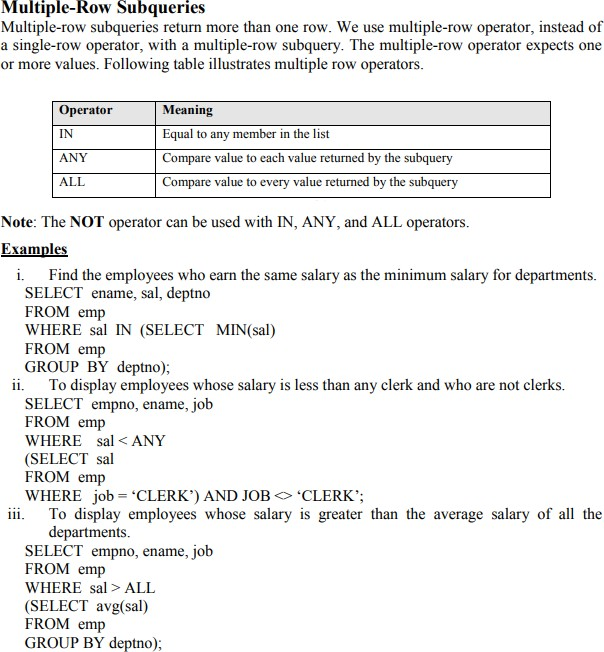 Multiple-Row Subqueries
Multiple-row subqueries return more than one row. We use multiple-row operator, instead of
a single-row operator, with a multiple-row subquery. The multiple-row operator expects one
or more values. Following table illustrates multiple row operators.
Operator Meaning
IN Equal to any member in the list
ANY Compare value to each value returned by the subquery
ALL Compare value to every value returned by the subquery
Note: The NOT operator can be used with IN, ANY, and ALL operators.
Examples
i. Find the employees who earn the same salary as the minimum salary for departments.
SELECT ename, sal, deptno
FROM emp
WHERE sal IN (SELECT MIN(sal)
FROM emp
GROUP BY deptno);
ii. To display employees whose salary is less than any clerk and who are not clerks.
SELECT empno, ename, job
FROM emp
WHERE sal < ANY
(SELECT sal
FROM emp
WHERE job = ‘CLERK’) AND JOB <> ‘CLERK’;
iii. To display employees whose salary is greater than the average salary of all the
departments.
SELECT empno, ename, job
FROM emp
WHERE sal > ALL
(SELECT avg(sal)
FROM emp
GROUP BY deptno);